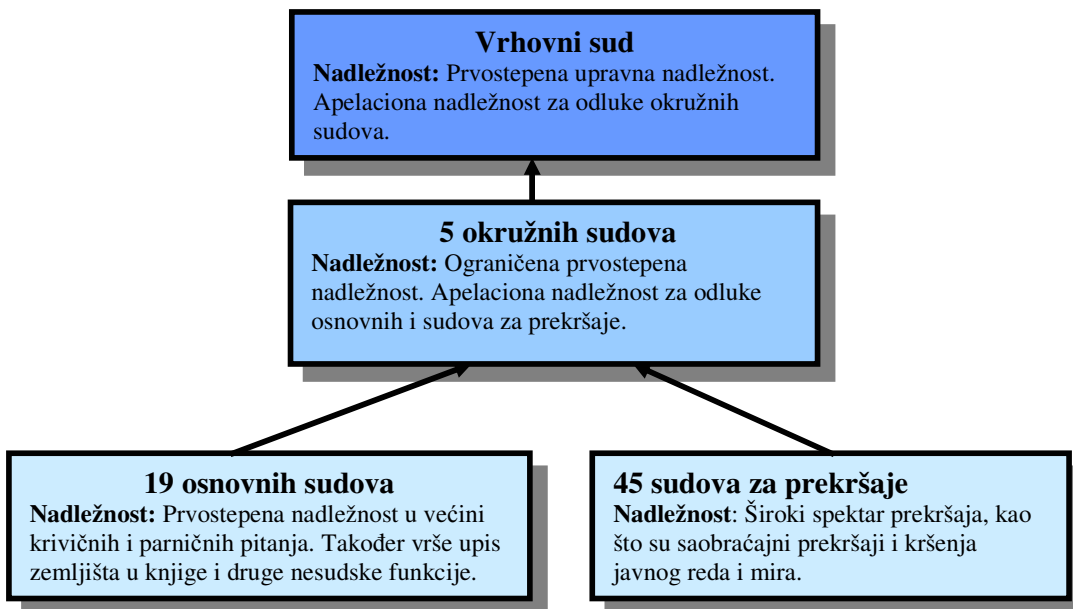 Vrhovni sud
Nadležnost: Prvostepena upravna nadležnost.
Apelaciona nadležnost za odluke okružnih
sudova.
5 okružnih sudova
Nadležnost: Ograničena prvostepena
nadležnost. Apelaciona nadležnost za odluke
osnovnih i sudova za prekršaje.
19 osnovnih sudova
Nadležnost: Prvostepena nadležnost u većini
krivičnih i parničnih pitanja. Također vrše upis
zemljišta u knjige i druge nesudske funkcije.
45 sudova za prekršaje
Nadležnost: Široki spektar prekršaja, kao
što su saobraćajni prekršaji i kršenja
javnog reda i mira.